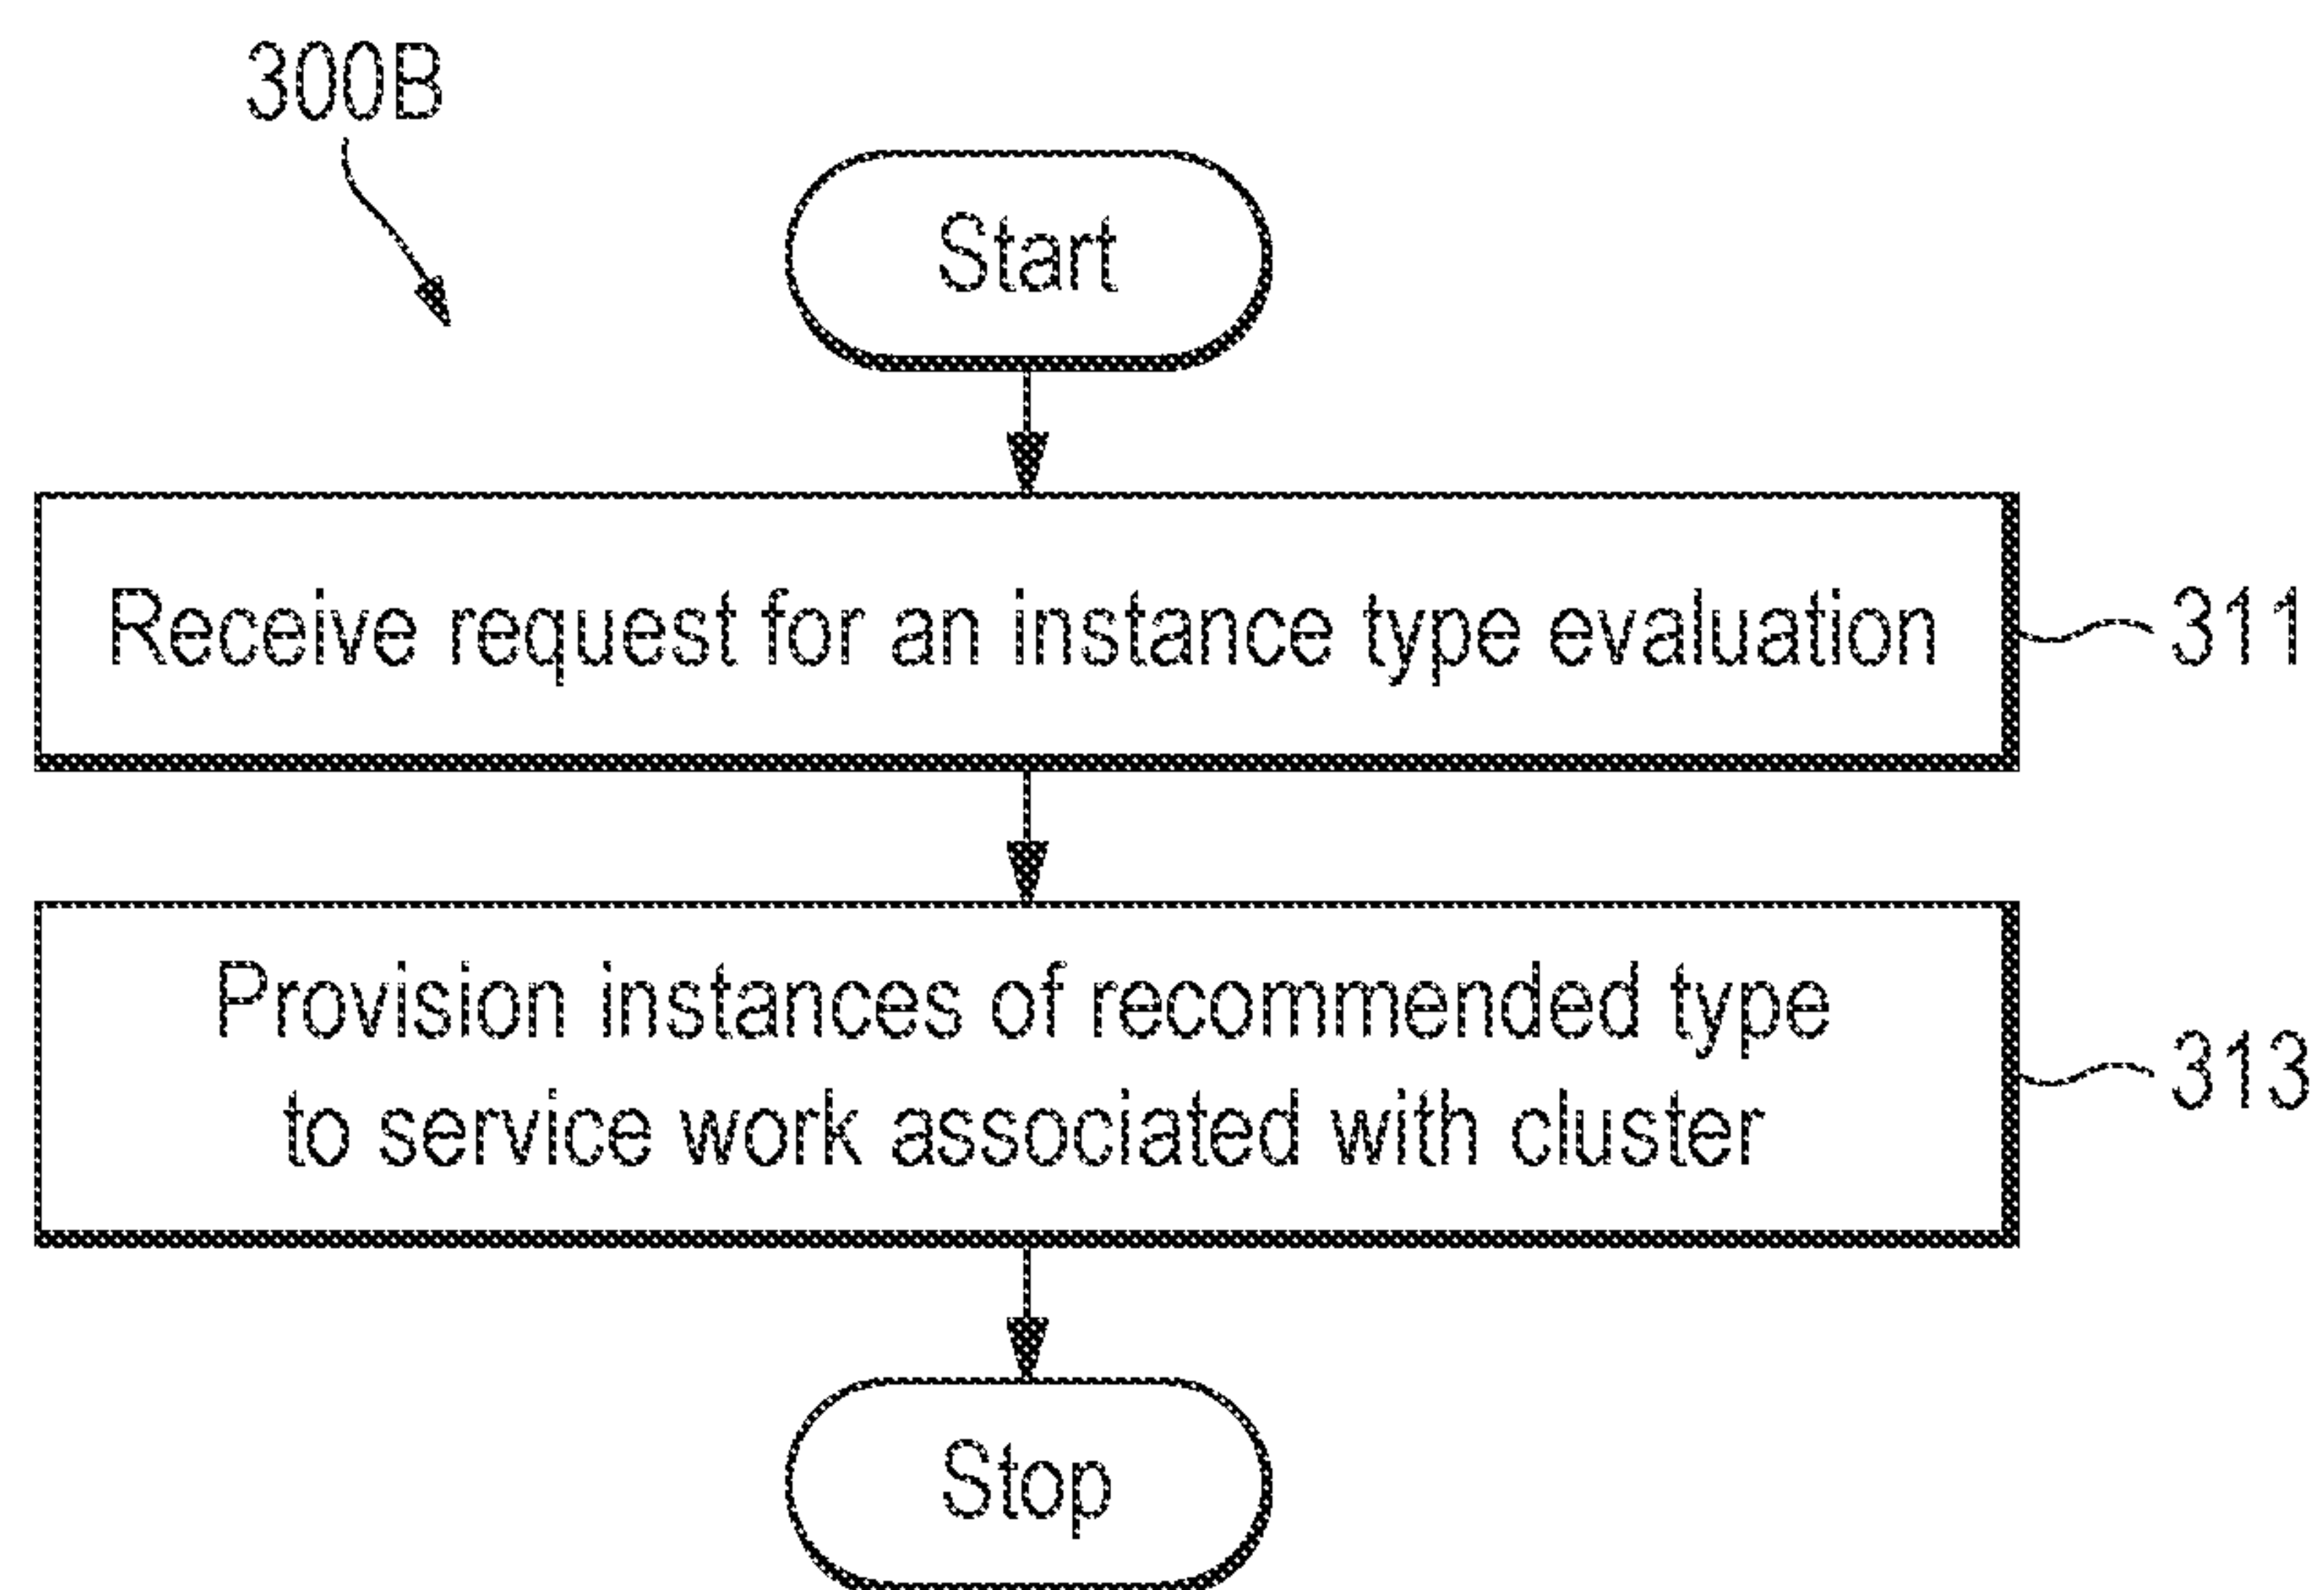 300B
Start
Receive request for an instance type evaluation
311
Provision instances of recommended type
to service work associated with cluster
313
Stop